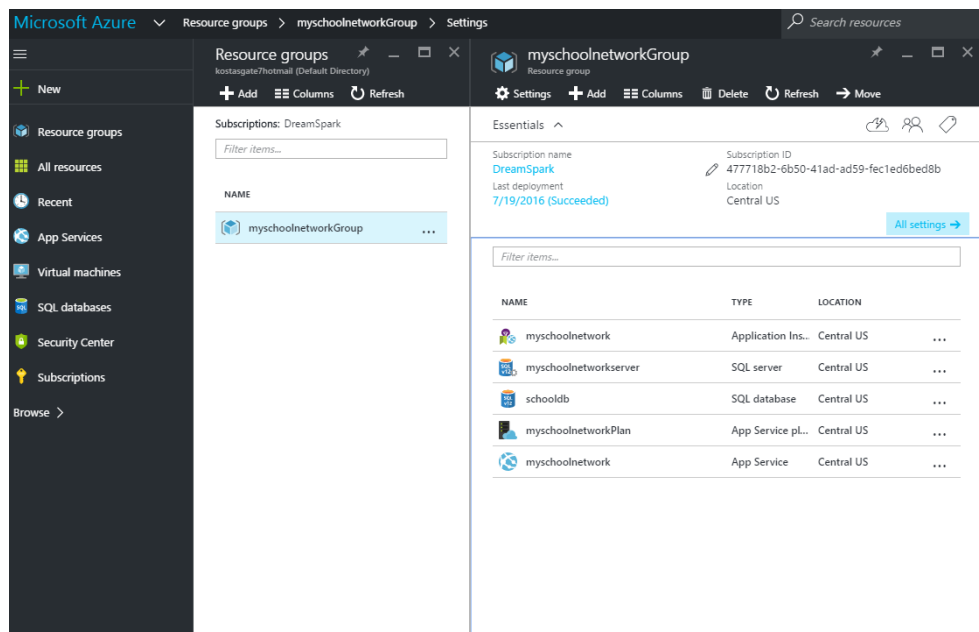 Microsoft Azure Resource groups > myschoolnetworkGroup > Settings Search resources
New
Resource groups
All resources
Recent
App Services
Virtual machines
SQL databases
Security Center
Subscriptions
Browse >
Resource groups
kostasgate7hotmail (Default Directory)
Add Columns Refresh
Subscriptions: DreamSpark
Filter items...
NAME
myschoolnetworkGroup ...
myschoolnetworkGroup
Resource group
Settings Add Columns Delete Refresh Move
Essentials
Subscription name Subscription ID
DreamSpark 477718b2-6b50-41ad-ad59-fec1ed6bed8b
Last deployment Location
7/19/2016 (Succeeded) Central US
All settings →
Filter items...
NAME TYPE LOCATION
myschoolnetwork Application Ins... Central US ...
myschoolnetworkserver SQL server Central US ...
schooldb SQL database Central US ...
myschoolnetworkPlan App Service pl... Central US ...
myschoolnetwork App Service Central US ...